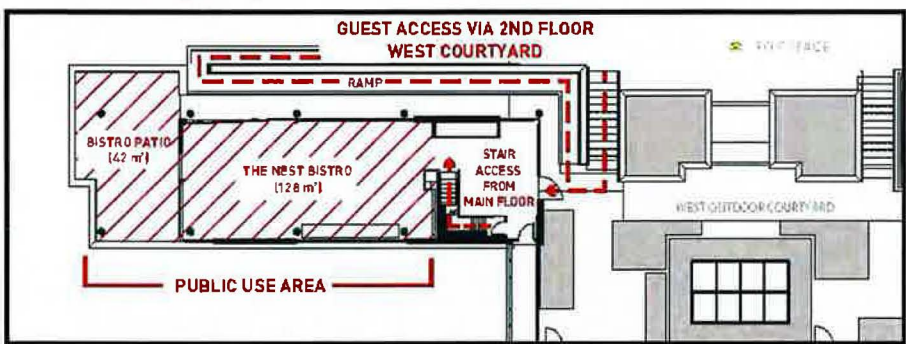 GUEST ACCESS VIA 2ND FLOOR
WEST COURTYARD
RAMP
BISTRO PATIO
(42 m²)
THE NEST BISTRO
(128 m²)
STAIR
ACCESS
FROM
MAIN FLOOR
WEST OUTDOOR COURTYARD
PUBLIC USE AREA